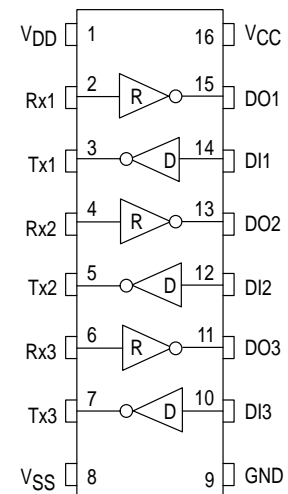 VDD 1 16 VCC
Rx1 2 R 15 DO1
Tx1 3 D 14 DI1
Rx2 4 R 13 DO2
Tx2 5 D 12 DI2
Rx3 6 R 11 DO3
Tx3 7 D 10 DI3
VSS 8 9 GND